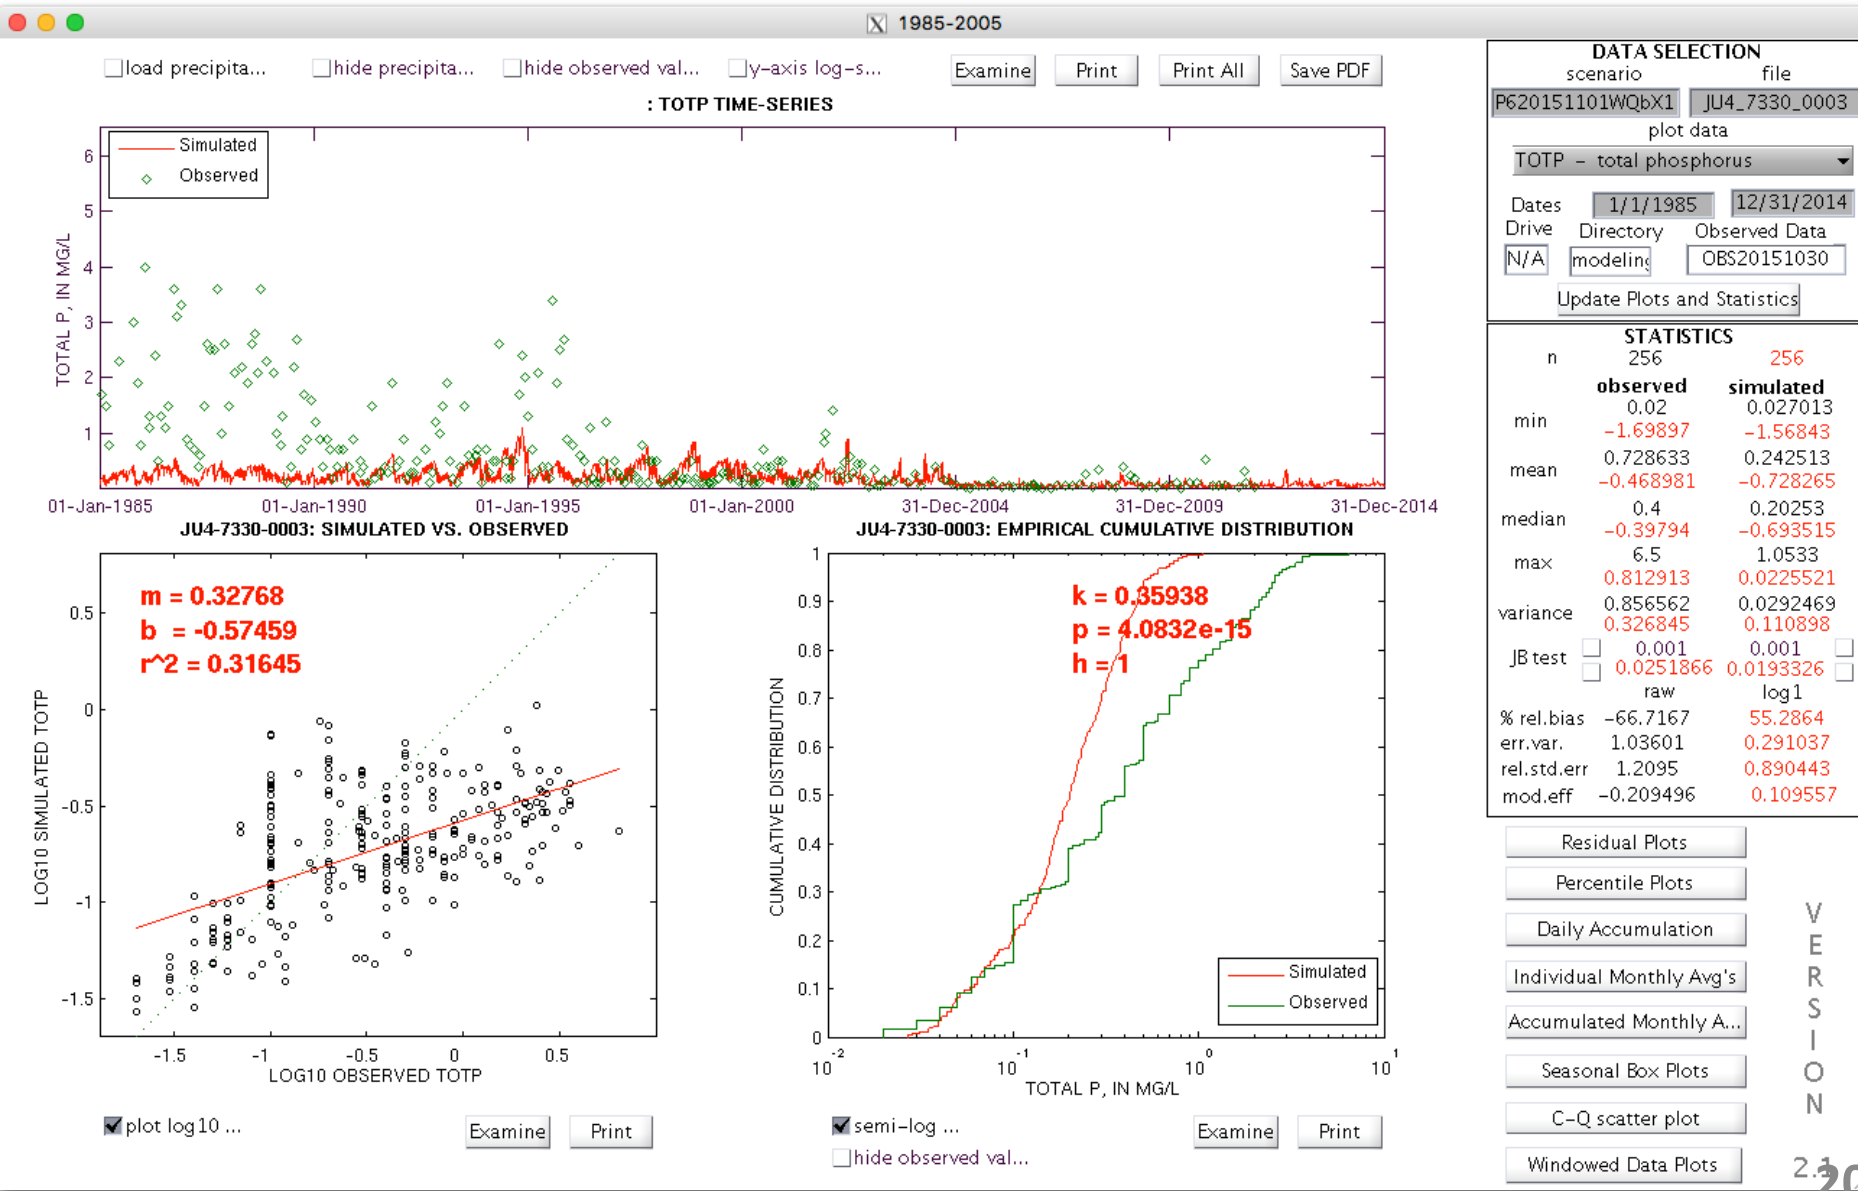 1985-2005
load precipita... hide precipita... hide observed val... y-axis log-s... Examine Print Print All Save PDF
: TOTP TIME-SERIES
Simulated
Observed
TOTAL P, IN MG/L
6
5
4
3
2
1
01-Jan-1985 01-Jan-1990 01-Jan-1995 01-Jan-2000 31-Dec-2004 31-Dec-2009 31-Dec-2014
JU4-7330-0003: SIMULATED VS. OBSERVED
m = 0.32768
b = -0.57459
r^2 = 0.31645
LOG10 SIMULATED TOTP
0.5
0
-0.5
-1
-1.5
-1.5 -1 -0.5 0 0.5
LOG10 OBSERVED TOTP
plot log10 ... Examine Print
JU4-7330-0003: EMPIRICAL CUMULATIVE DISTRIBUTION
k = 0.35938
p = 4.0832e-15
h = 1
CUMULATIVE DISTRIBUTION
1
0.9
0.8
0.7
0.6
0.5
0.4
0.3
0.2
0.1
0
Simulated
Observed
10^-2 10^-1 10^0 10^1
TOTAL P, IN MG/L
semi-log ... Examine Print
hide observed val...
DATA SELECTION
scenario file
P620151101WQbX1 JU4_7330_0003
plot data
TOTP - total phosphorus
Dates 1/1/1985 12/31/2014
Drive Directory Observed Data
N/A modeling OBS20151030
Update Plots and Statistics
STATISTICS
n 256 256
observed simulated
min 0.02 0.027013
-1.69897 -1.56843
mean 0.728633 0.242513
-0.468981 -0.728265
median 0.4 0.20253
-0.39794 -0.693515
max 6.5 1.0533
0.812913 0.0225521
variance 0.856562 0.0292469
0.326845 0.110898
JB test 0.001 0.001
0.0251866 0.0193326
raw log1
% rel.bias -66.7167 55.2864
err.var. 1.03601 0.291037
rel.std.err 1.2095 0.890443
mod.eff -0.209496 0.109557
Residual Plots
Percentile Plots
Daily Accumulation
Individual Monthly Avg's
Accumulated Monthly A...
Seasonal Box Plots
C-Q scatter plot
Windowed Data Plots
VERSION
2.1
20